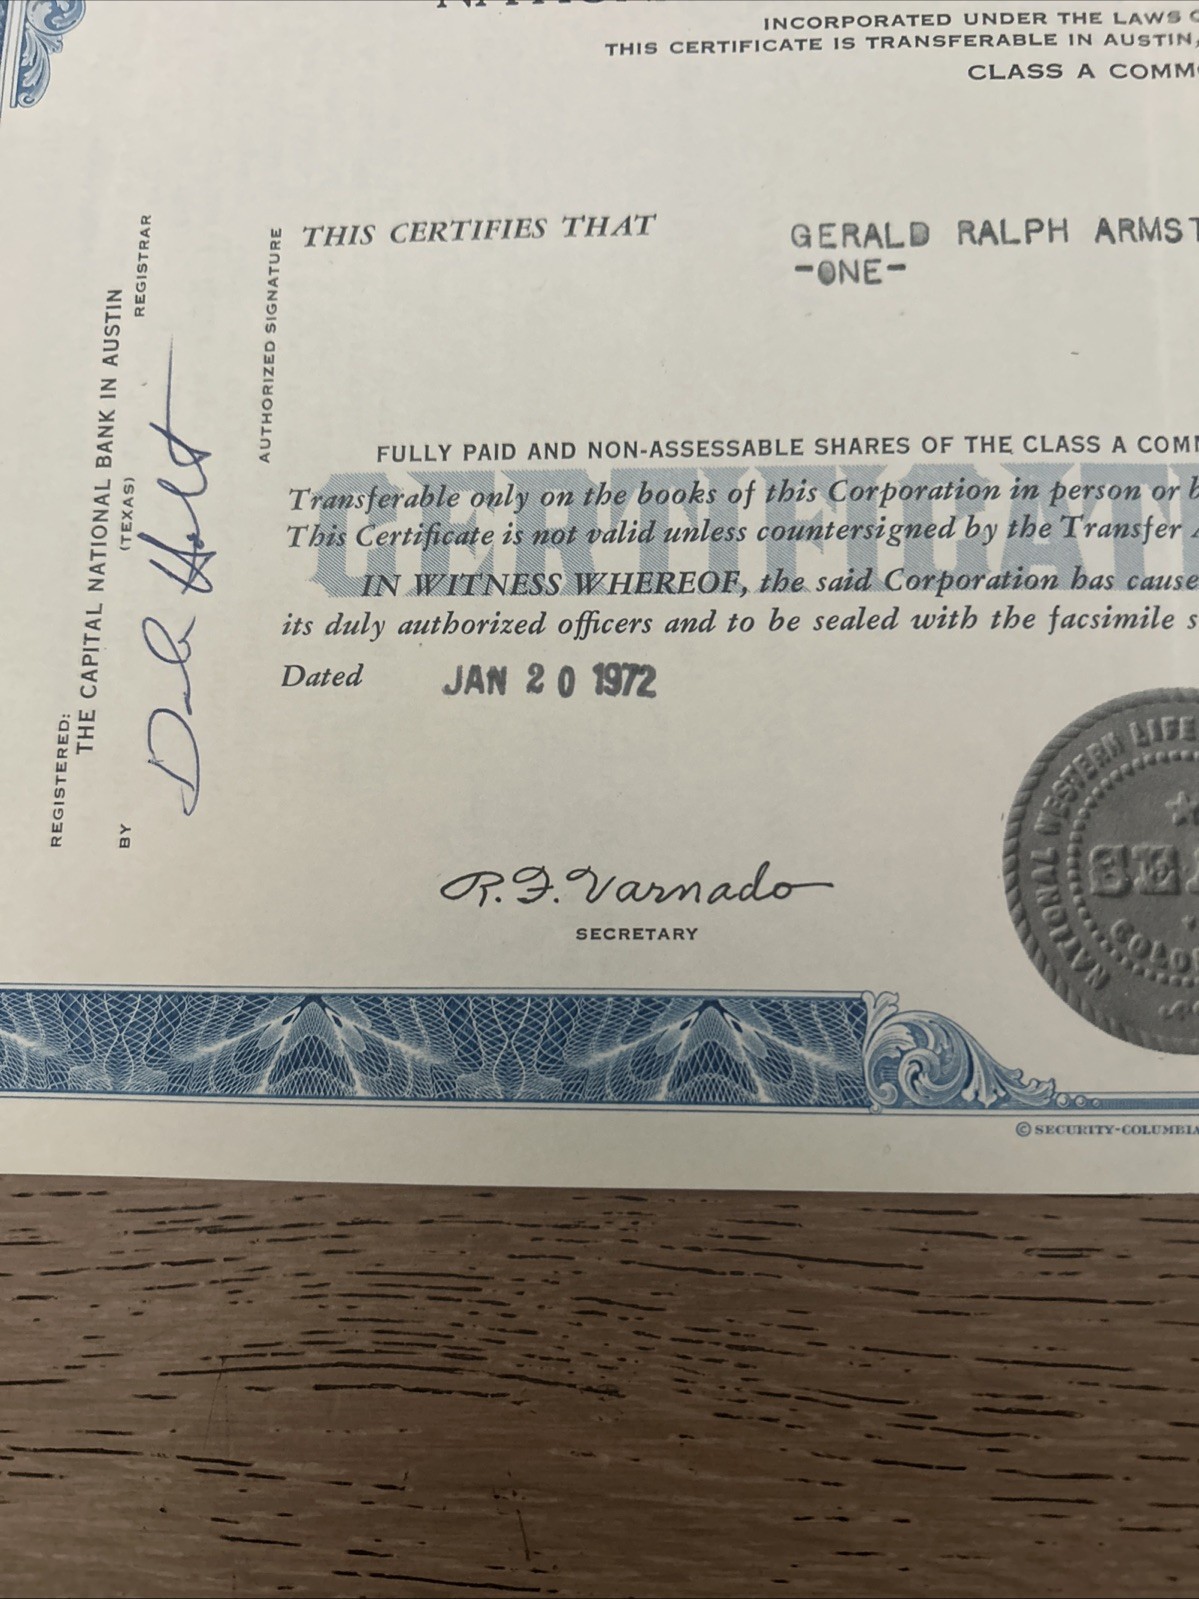 INCORPORATED UNDER THE LAWS
THIS CERTIFICATE IS TRANSFERABLE IN AUSTIN,
CLASS A COMMO
THIS CERTIFIES THAT
GERALD RALPH ARMST
-ONE-
FULLY PAID AND NON-ASSESSABLE SHARES OF THE CLASS A COMM
CERTIFICAT
Transferable only on the books of this Corporation in person or b
This Certificate is not valid unless countersigned by the Transfer
IN WITNESS WHEREOF, the said Corporation has cause
its duly authorized officers and to be sealed with the facsimile s
Dated JAN 20 1972
R. F. Varnado
SECRETARY
REGISTERED:
THE CAPITAL NATIONAL BANK IN AUSTIN
(TEXAS)
REGISTRAR
BY
AUTHORIZED SIGNATURE
NATIONAL WESTERN LIFE
SEA
COLO
© SECURITY-COLUMBIA